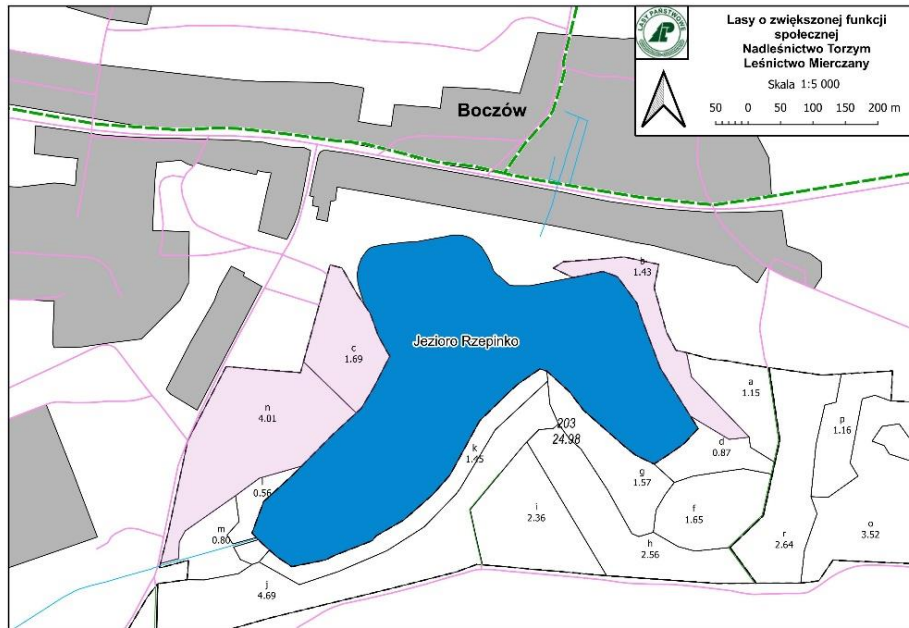 LASY PAŃSTWOWE
Lasy o zwiększonej funkcji
społecznej
Nadleśnictwo Torzym
Leśnictwo Mierczany
Skala 1:5 000
50 0 50 100 150 200 m
Boczów
b
1.43
Jezioro Rzepinko
c
1.69
a
1.15
n
4.01
p
1.16
203
24.98
d
0.87
k
1.45
g
1.57
l
0.56
i
2.36
f
1.65
m
0.80
h
2.56
r
2.64
o
3.52
j
4.69